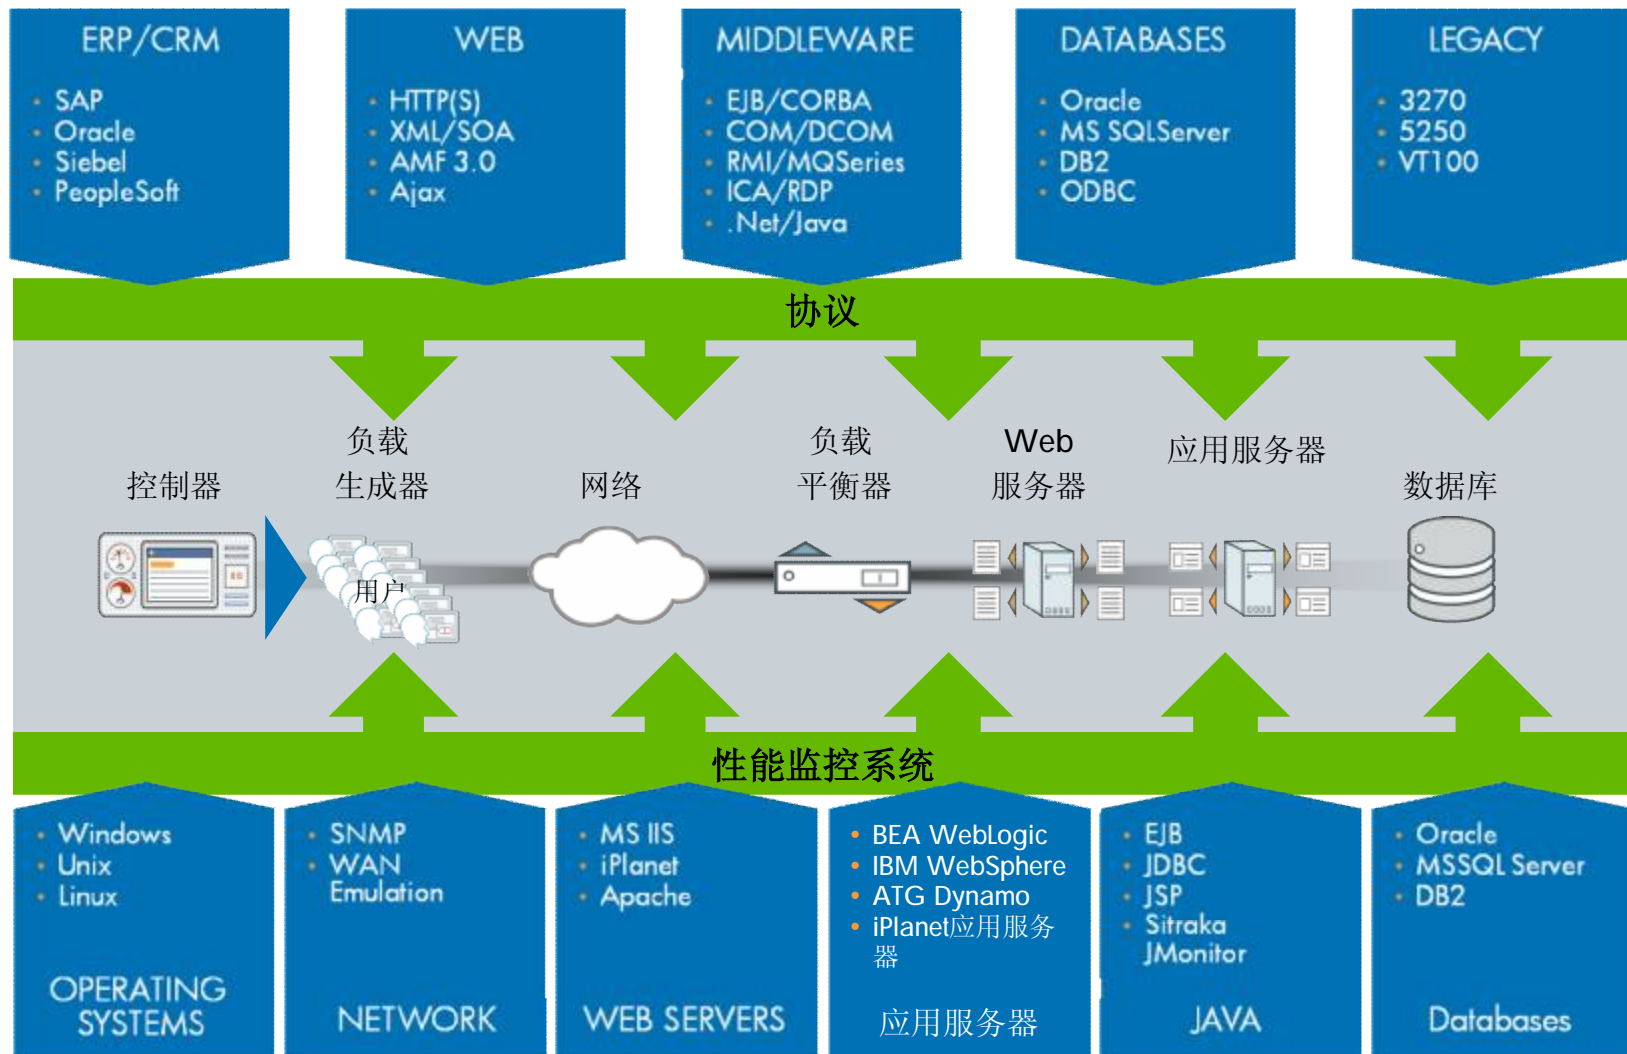 ERP/CRM
• SAP
• Oracle
• Siebel
• PeopleSoft
WEB
• HTTP(S)
• XML/SOA
• AMF 3.0
• Ajax
MIDDLEWARE
• EJB/CORBA
• COM/DCOM
• RMI/MQSeries
• ICA/RDP
• .Net/Java
DATABASES
• Oracle
• MS SQLServer
• DB2
• ODBC
LEGACY
• 3270
• 5250
• VT100
协议
控制器
负载
生成器
用户
网络
负载
平衡器
Web
服务器
应用服务器
数据库
性能监控系统
• Windows
• Unix
• Linux
OPERATING
SYSTEMS
• SNMP
• WAN
Emulation
NETWORK
• MS IIS
• iPlanet
• Apache
WEB SERVERS
• BEA WebLogic
• IBM WebSphere
• ATG Dynamo
• iPlanet应用服务
器
应用服务器
• EJB
• JDBC
• JSP
• Sitraka
JMonitor
JAVA
• Oracle
• MSSQL Server
• DB2
Databases